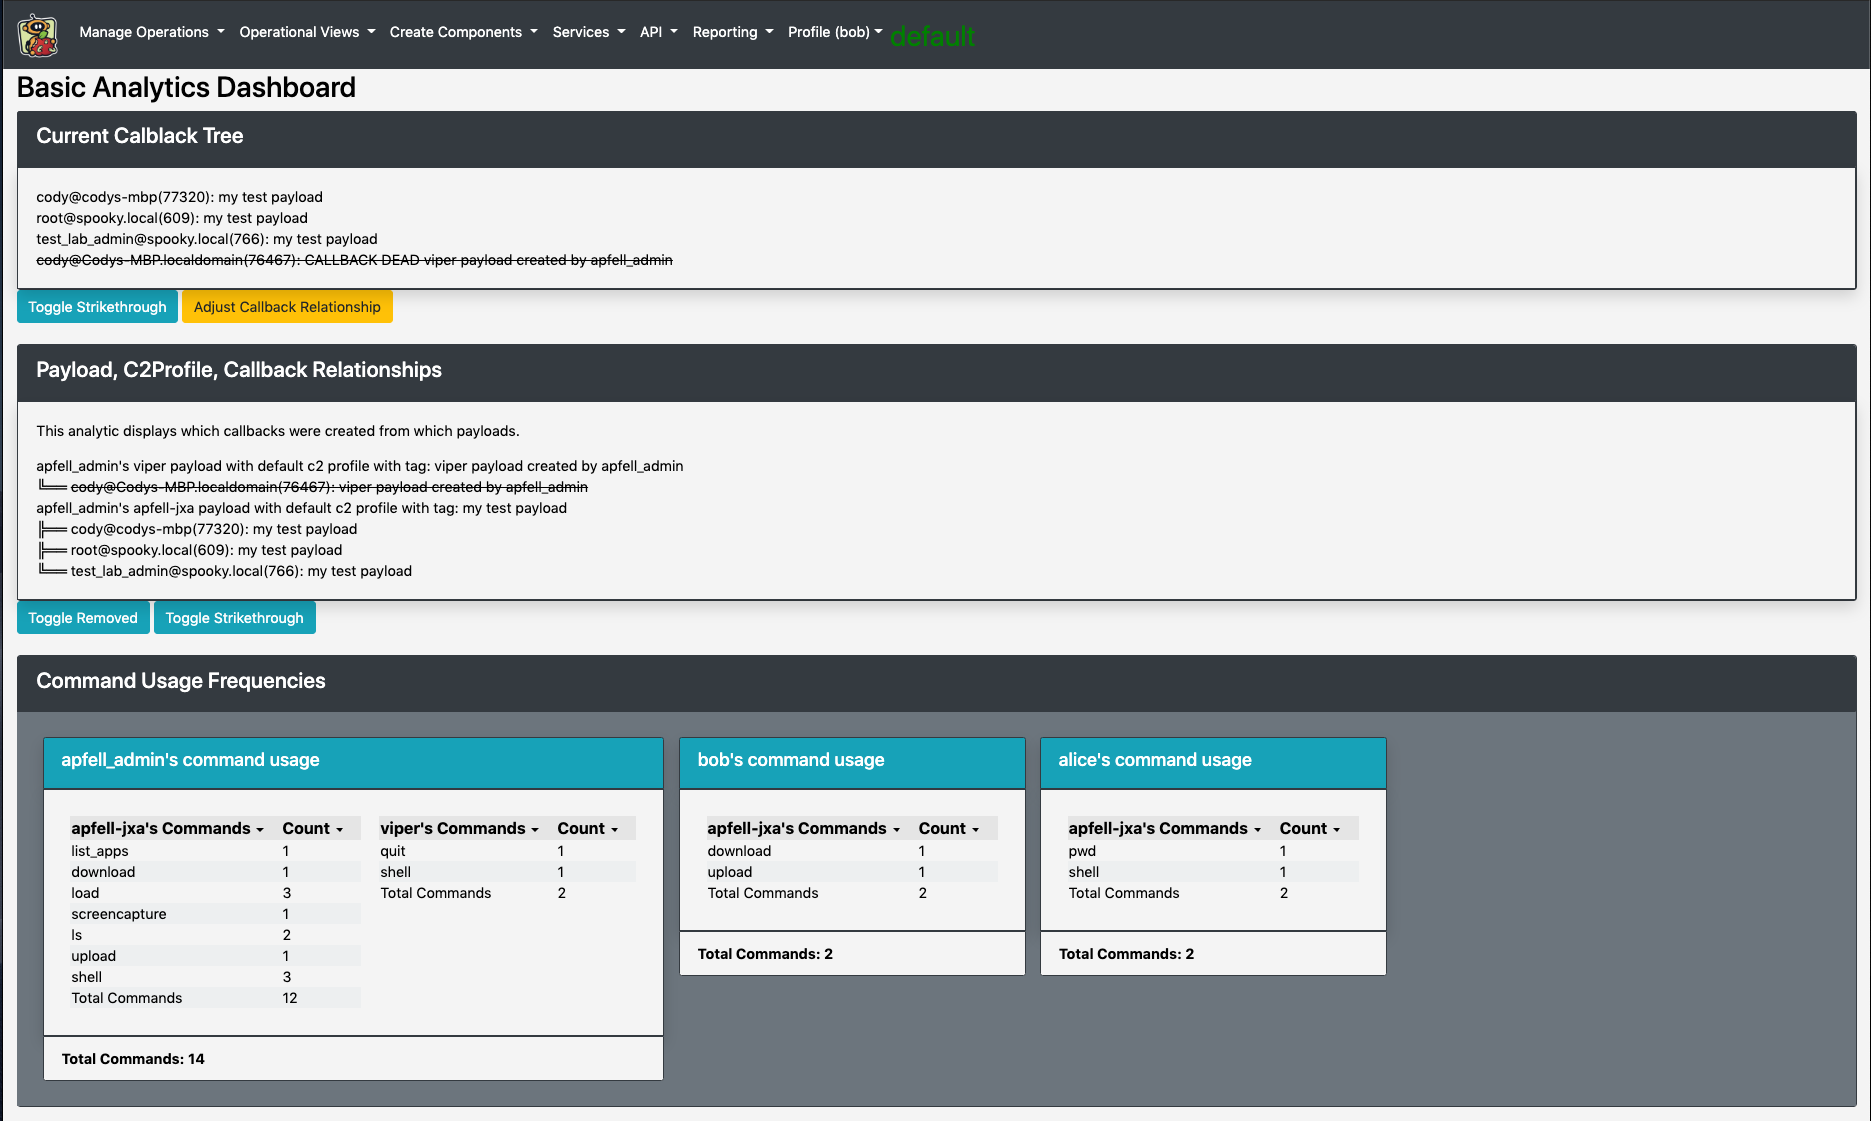 Manage Operations Operational Views Create Components Services API Reporting Profile (bob) default
Basic Analytics Dashboard
Current Calblack Tree
cody@codys-mbp(77320): my test payload
root@spooky.local(609): my test payload
test_lab_admin@spooky.local(766): my test payload
cody@Codys-MBP.localdomain(76467): CALLBACK DEAD viper payload created by apfell_admin
Toggle Strikethrough Adjust Callback Relationship
Payload, C2Profile, Callback Relationships
This analytic displays which callbacks were created from which payloads.
apfell_admin's viper payload with default c2 profile with tag: viper payload created by apfell_admin
cody@Codys-MBP.localdomain(76467): viper payload created by apfell_admin
apfell_admin's apfell-jxa payload with default c2 profile with tag: my test payload
cody@codys-mbp(77320): my test payload
root@spooky.local(609): my test payload
test_lab_admin@spooky.local(766): my test payload
Toggle Removed Toggle Strikethrough
Command Usage Frequencies
apfell_admin's command usage
apfell-jxa's Commands Count
list_apps 1
download 1
load 3
screencapture 1
ls 2
upload 1
shell 3
Total Commands 12
viper's Commands Count
quit 1
shell 1
Total Commands 2
Total Commands: 14
bob's command usage
apfell-jxa's Commands Count
download 1
upload 1
Total Commands 2
Total Commands: 2
alice's command usage
apfell-jxa's Commands Count
pwd 1
shell 1
Total Commands 2
Total Commands: 2